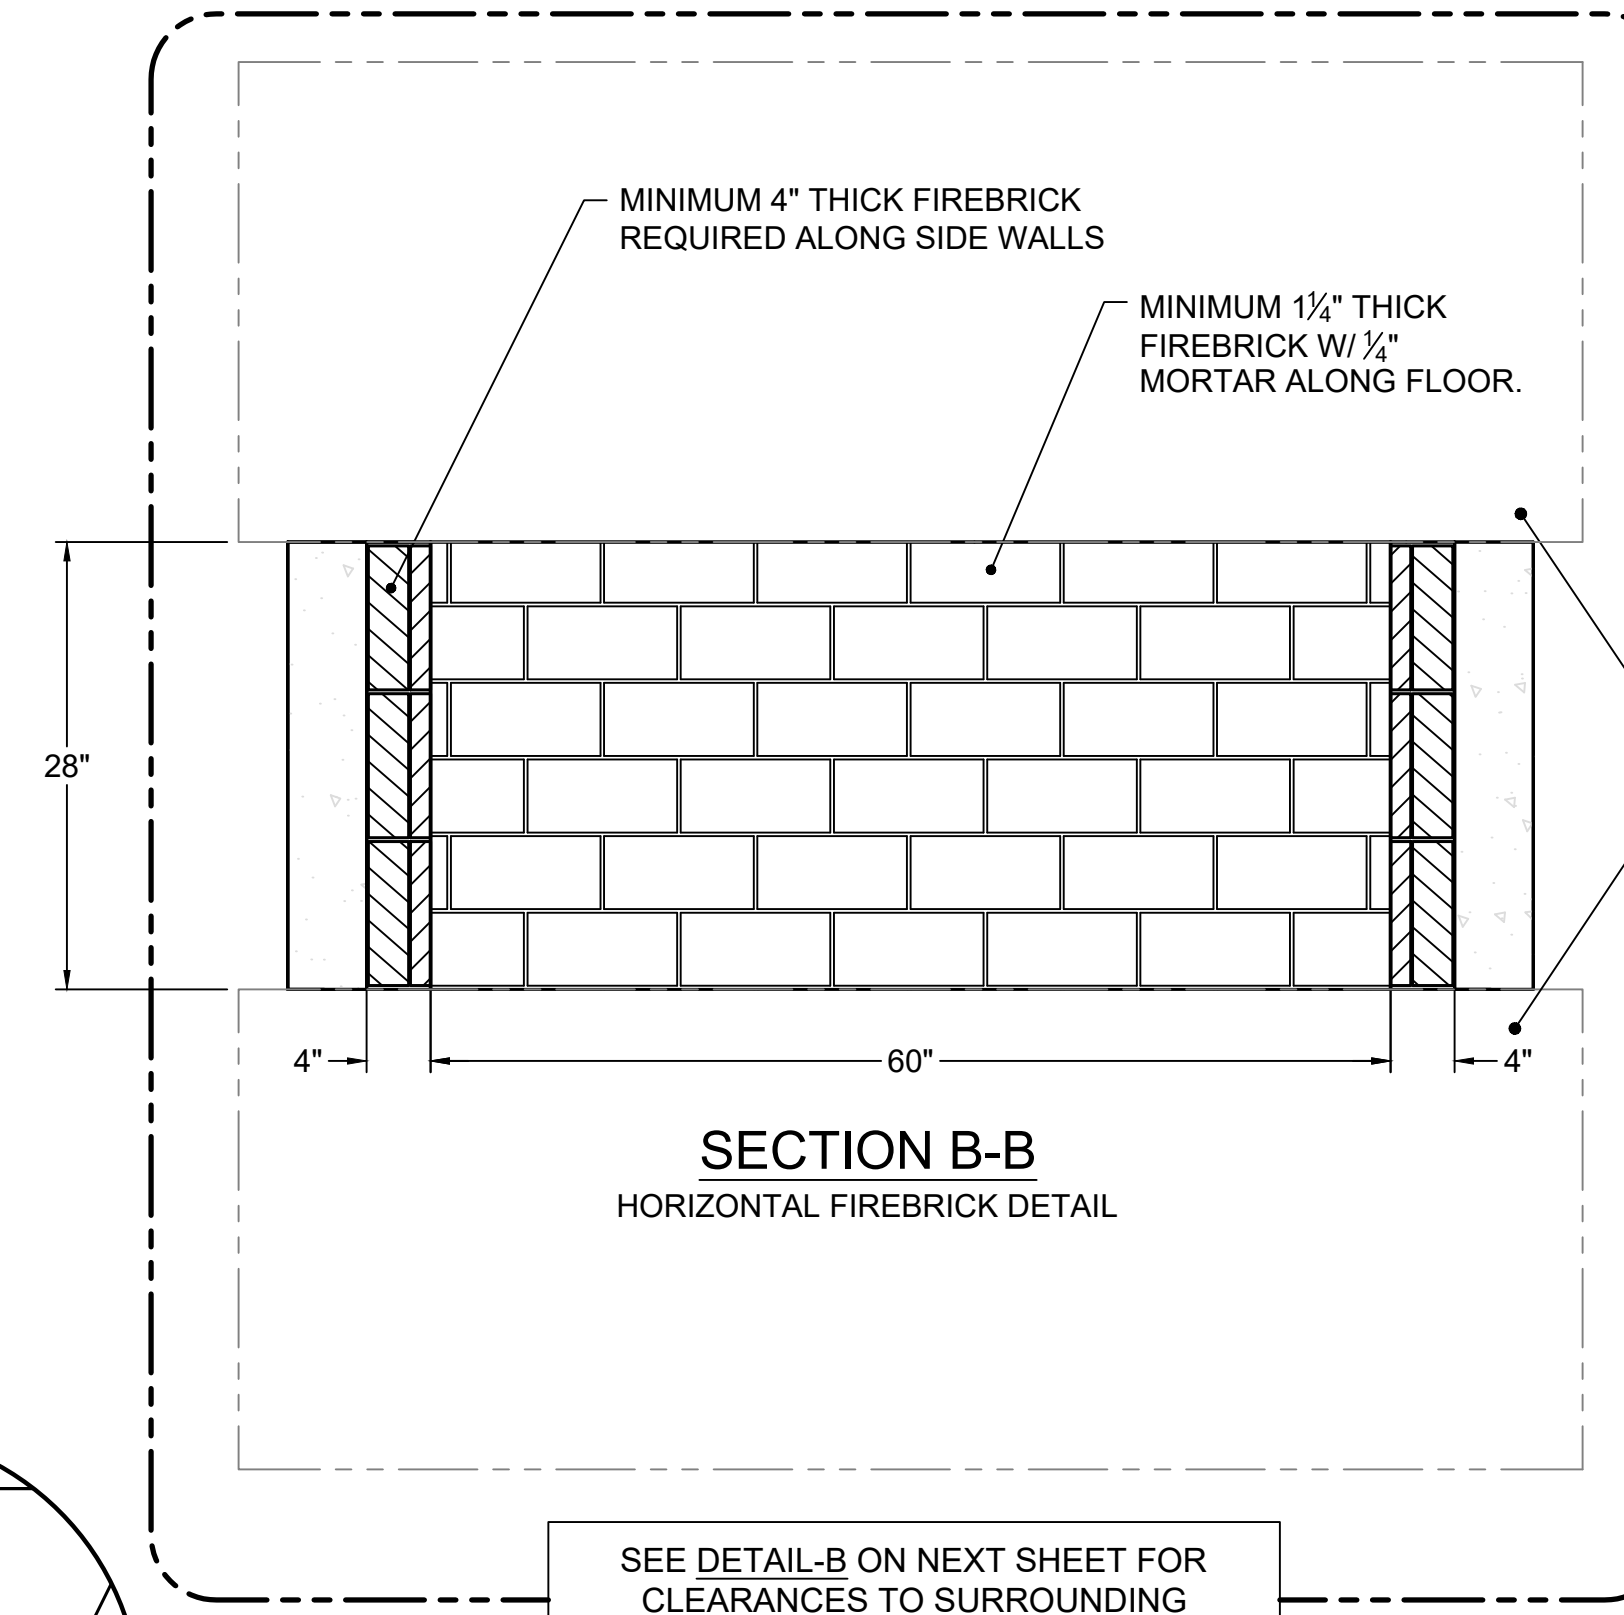 MINIMUM 4" THICK FIREBRICK
REQUIRED ALONG SIDE WALLS
MINIMUM 1¼" THICK
FIREBRICK W/ ¼"
MORTAR ALONG FLOOR.
28"
4"
60"
4"
SECTION B-B
HORIZONTAL FIREBRICK DETAIL
SEE DETAIL-B ON NEXT SHEET FOR
CLEARANCES TO SURROUNDING